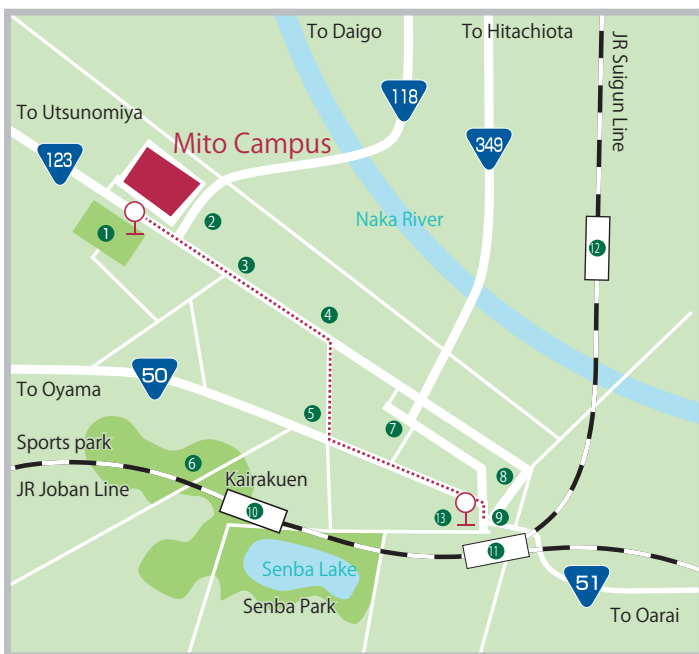 To Daigo
To Hitachiota
JR Suigun Line
118
To Utsunomiya
Mito Campus
123
349
Naka River
1
2
3
12
4
50
To Oyama
5
7
Sports park
6
Kairakuen
8
JR Joban Line
10
13
9
11
Senba Lake
51
Senba Park
To Oarai